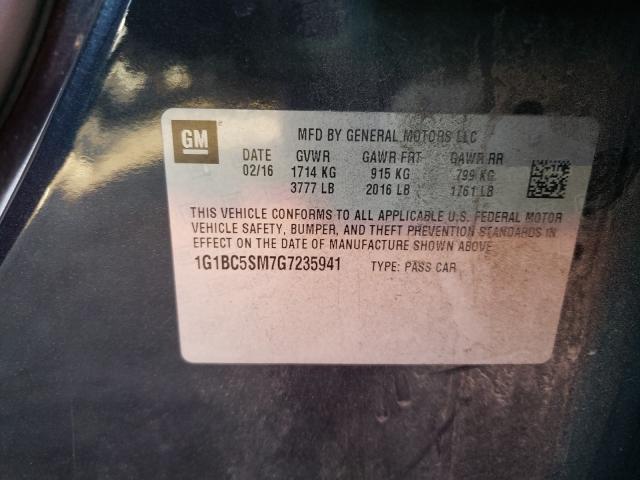 GM MFD BY GENERAL MOTORS LLC
DATE GVWR GAWR FRT GAWR RR
02/16 1714 KG 915 KG 799 KG
3777 LB 2016 LB 1761 LB
THIS VEHICLE CONFORMS TO ALL APPLICABLE U.S. FEDERAL MOTOR
VEHICLE SAFETY, BUMPER, AND THEFT PREVENTION STANDARDS IN
EFFECT ON THE DATE OF MANUFACTURE SHOWN ABOVE.
1G1BC5SM7G7235941 TYPE: PASS CAR